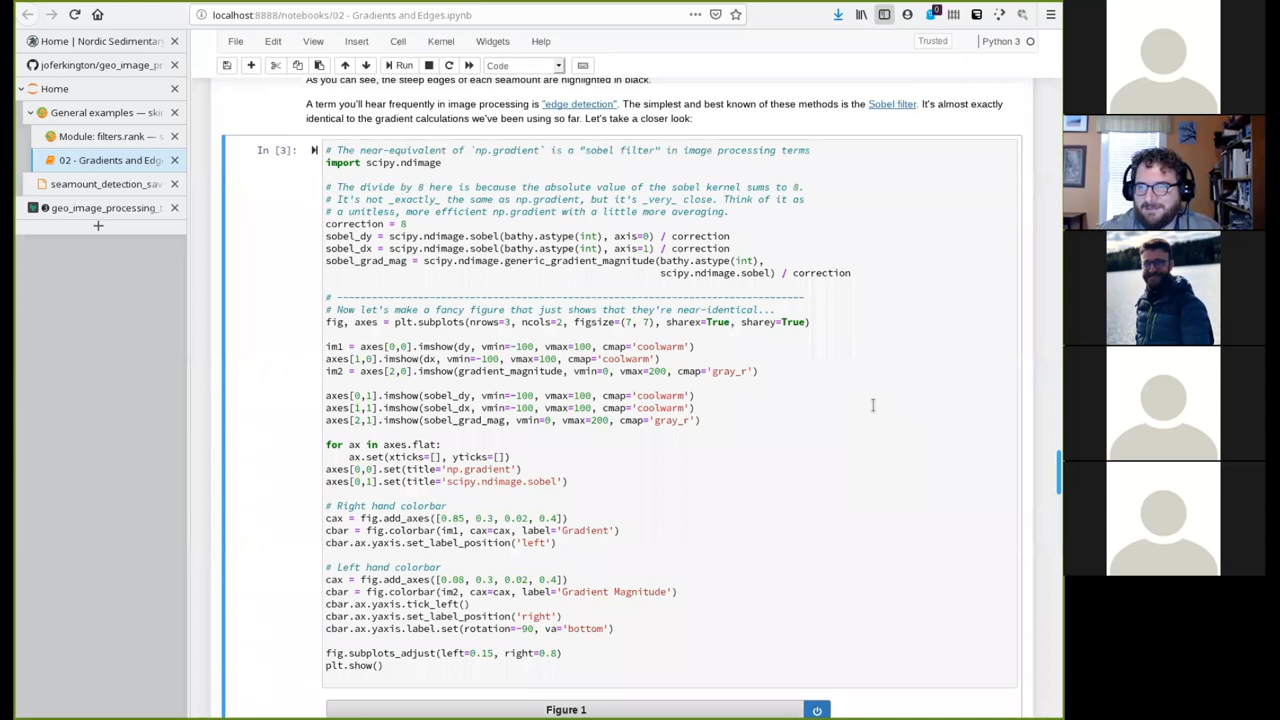 localhost:8888/notebooks/02 - Gradients and Edges.ipynb
Home | Nordic Sedimentar
joferkington/geo_image_pr
Home
General examples — skim
Module: filters.rank — s
02 - Gradients and Edge
seamount_detection_sav
geo_image_processing_t
File Edit View Insert Cell Kernel Widgets Help
Trusted Python 3
Run Code
As you can see, the steep edges of each seamount are highlighted in black.
A term you'll hear frequently in image processing is "edge detection". The simplest and best known of these methods is the Sobel filter. It's almost exactly
identical to the gradient calculations we've been using so far. Let's take a closer look:
In [3]:
# The near-equivalent of `np.gradient` is a "sobel filter" in image processing terms
import scipy.ndimage
# The divide by 8 here is because the absolute value of the sobel kernel sums to 8.
# It's not _exactly_ the same as np.gradient, but it's _very_ close. Think of it as
# a unitless, more efficient np.gradient with a little more averaging.
correction = 8
sobel_dy = scipy.ndimage.sobel(bathy.astype(int), axis=0) / correction
sobel_dx = scipy.ndimage.sobel(bathy.astype(int), axis=1) / correction
sobel_grad_mag = scipy.ndimage.generic_gradient_magnitude(bathy.astype(int),
scipy.ndimage.sobel) / correction
# ---------------------------------------------------------------------------------
# Now let's make a fancy figure that just shows that they're near-identical...
fig, axes = plt.subplots(nrows=3, ncols=2, figsize=(7, 7), sharex=True, sharey=True)
im1 = axes[0,0].imshow(dy, vmin=-100, vmax=100, cmap='coolwarm')
axes[1,0].imshow(dx, vmin=-100, vmax=100, cmap='coolwarm')
im2 = axes[2,0].imshow(gradient_magnitude, vmin=0, vmax=200, cmap='gray_r')
axes[0,1].imshow(sobel_dy, vmin=-100, vmax=100, cmap='coolwarm')
axes[1,1].imshow(sobel_dx, vmin=-100, vmax=100, cmap='coolwarm')
axes[2,1].imshow(sobel_grad_mag, vmin=0, vmax=200, cmap='gray_r')
for ax in axes.flat:
ax.set(xticks=[], yticks=[])
axes[0,0].set(title='np.gradient')
axes[0,1].set(title='scipy.ndimage.sobel')
# Right hand colorbar
cax = fig.add_axes([0.85, 0.3, 0.02, 0.4])
cbar = fig.colorbar(im1, cax=cax, label='Gradient')
cbar.ax.yaxis.set_label_position('left')
# Left hand colorbar
cax = fig.add_axes([0.08, 0.3, 0.02, 0.4])
cbar = fig.colorbar(im2, cax=cax, label='Gradient Magnitude')
cbar.ax.yaxis.tick_left()
cbar.ax.yaxis.set_label_position('right')
cbar.ax.yaxis.label.set(rotation=-90, va='bottom')
fig.subplots_adjust(left=0.15, right=0.8)
plt.show()
Figure 1